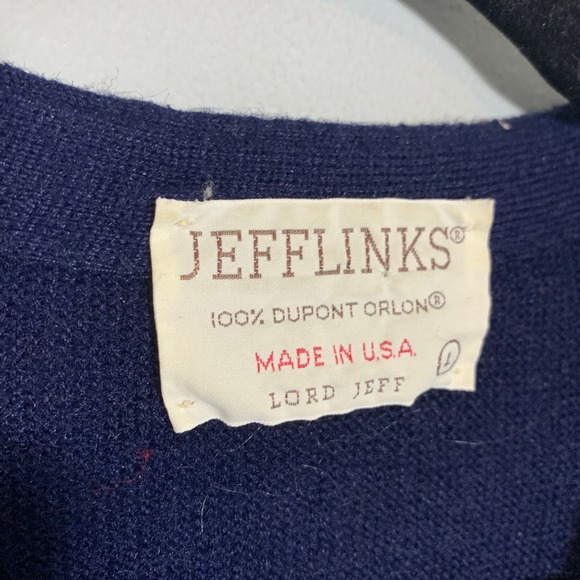 JEFFLINKS®
100% DUPONT ORLON®
MADE IN U.S.A.
L
LORD JEFF